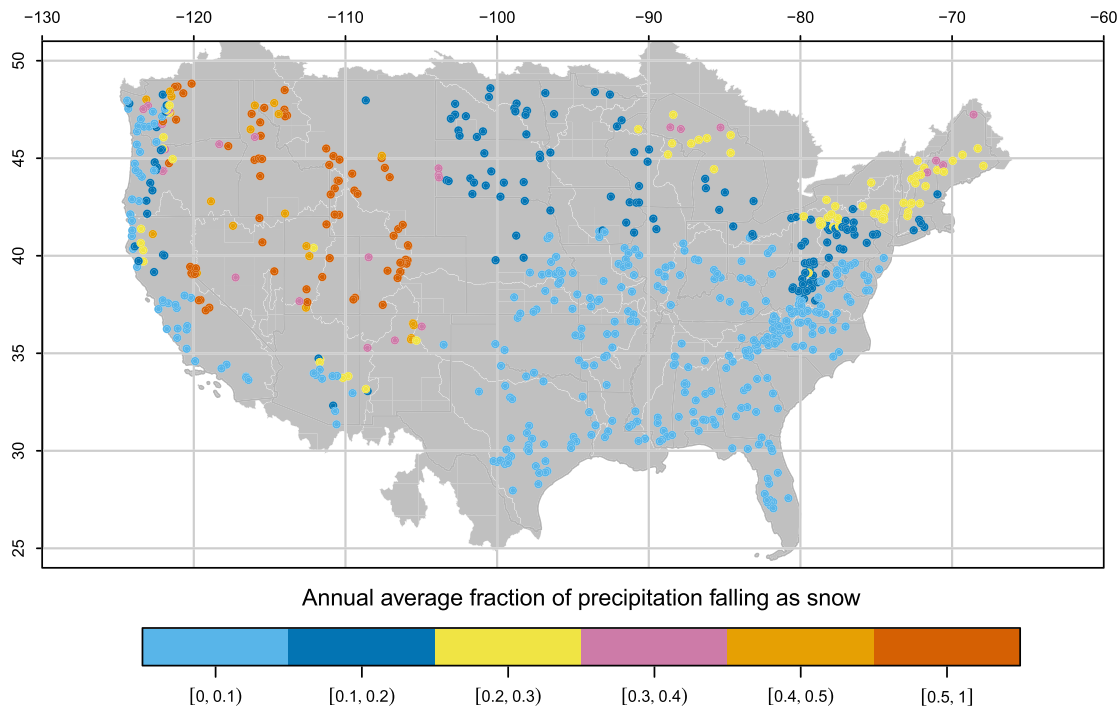 −130 −120 −110 −100 −90 −80 −70 −60
50
45
40
35
30
25
Annual average fraction of precipitation falling as snow
[0, 0.1) [0.1, 0.2) [0.2, 0.3) [0.3, 0.4) [0.4, 0.5) [0.5, 1]